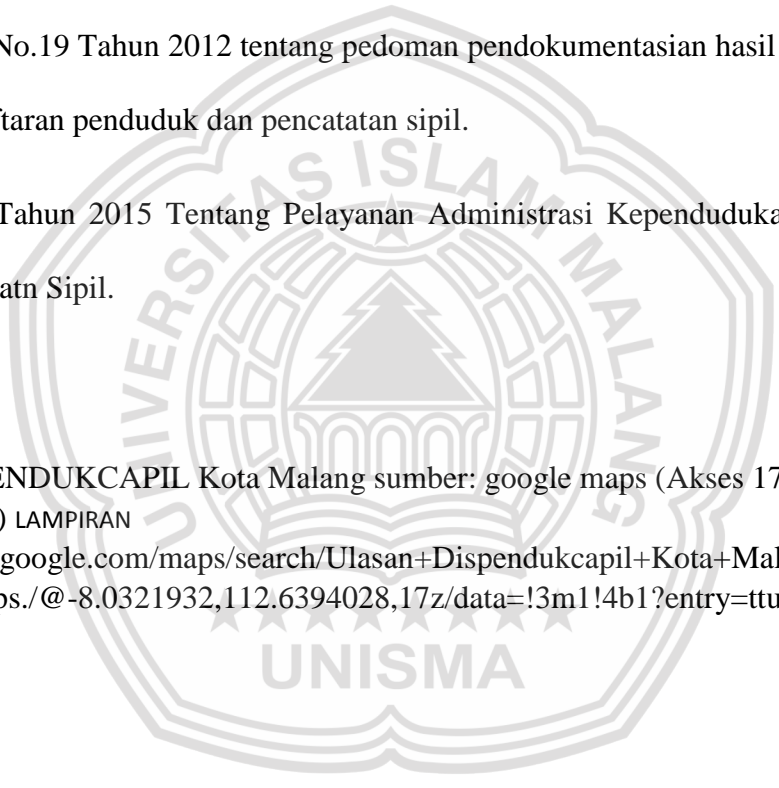 No.19 Tahun 2012 tentang pedoman pendokumentasian hasil
ftaran penduduk dan pencatatan sipil.
Tahun 2015 Tentang Pelayanan Administrasi Kependuduka
atn Sipil.
ENDUKCAPIL Kota Malang sumber: google maps (Akses 17
) LAMPIRAN
google.com/maps/search/Ulasan+Dispendukcapil+Kota+Mal
ps./@-8.0321932,112.6394028,17z/data=!3m1!4b1?entry=ttu
UNIVERSITAS ISLAM MALANG
UNISMA